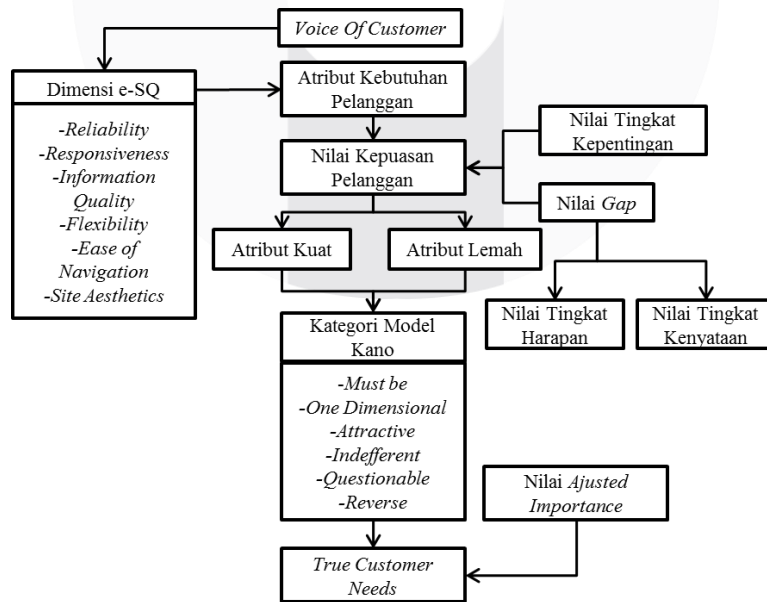 Voice Of Customer
Dimensi e-SQ
-Reliability
-Responsiveness
-Information
Quality
-Flexibility
-Ease of
Navigation
-Site Aesthetics
Atribut Kebutuhan
Pelanggan
Nilai Kepuasan
Pelanggan
Nilai Tingkat
Kepentingan
Nilai Gap
Atribut Kuat
Atribut Lemah
Nilai Tingkat
Harapan
Nilai Tingkat
Kenyataan
Kategori Model
Kano
-Must be
-One Dimensional
-Attractive
-Indefferent
-Questionable
-Reverse
Nilai Ajusted
Importance
True Customer
Needs